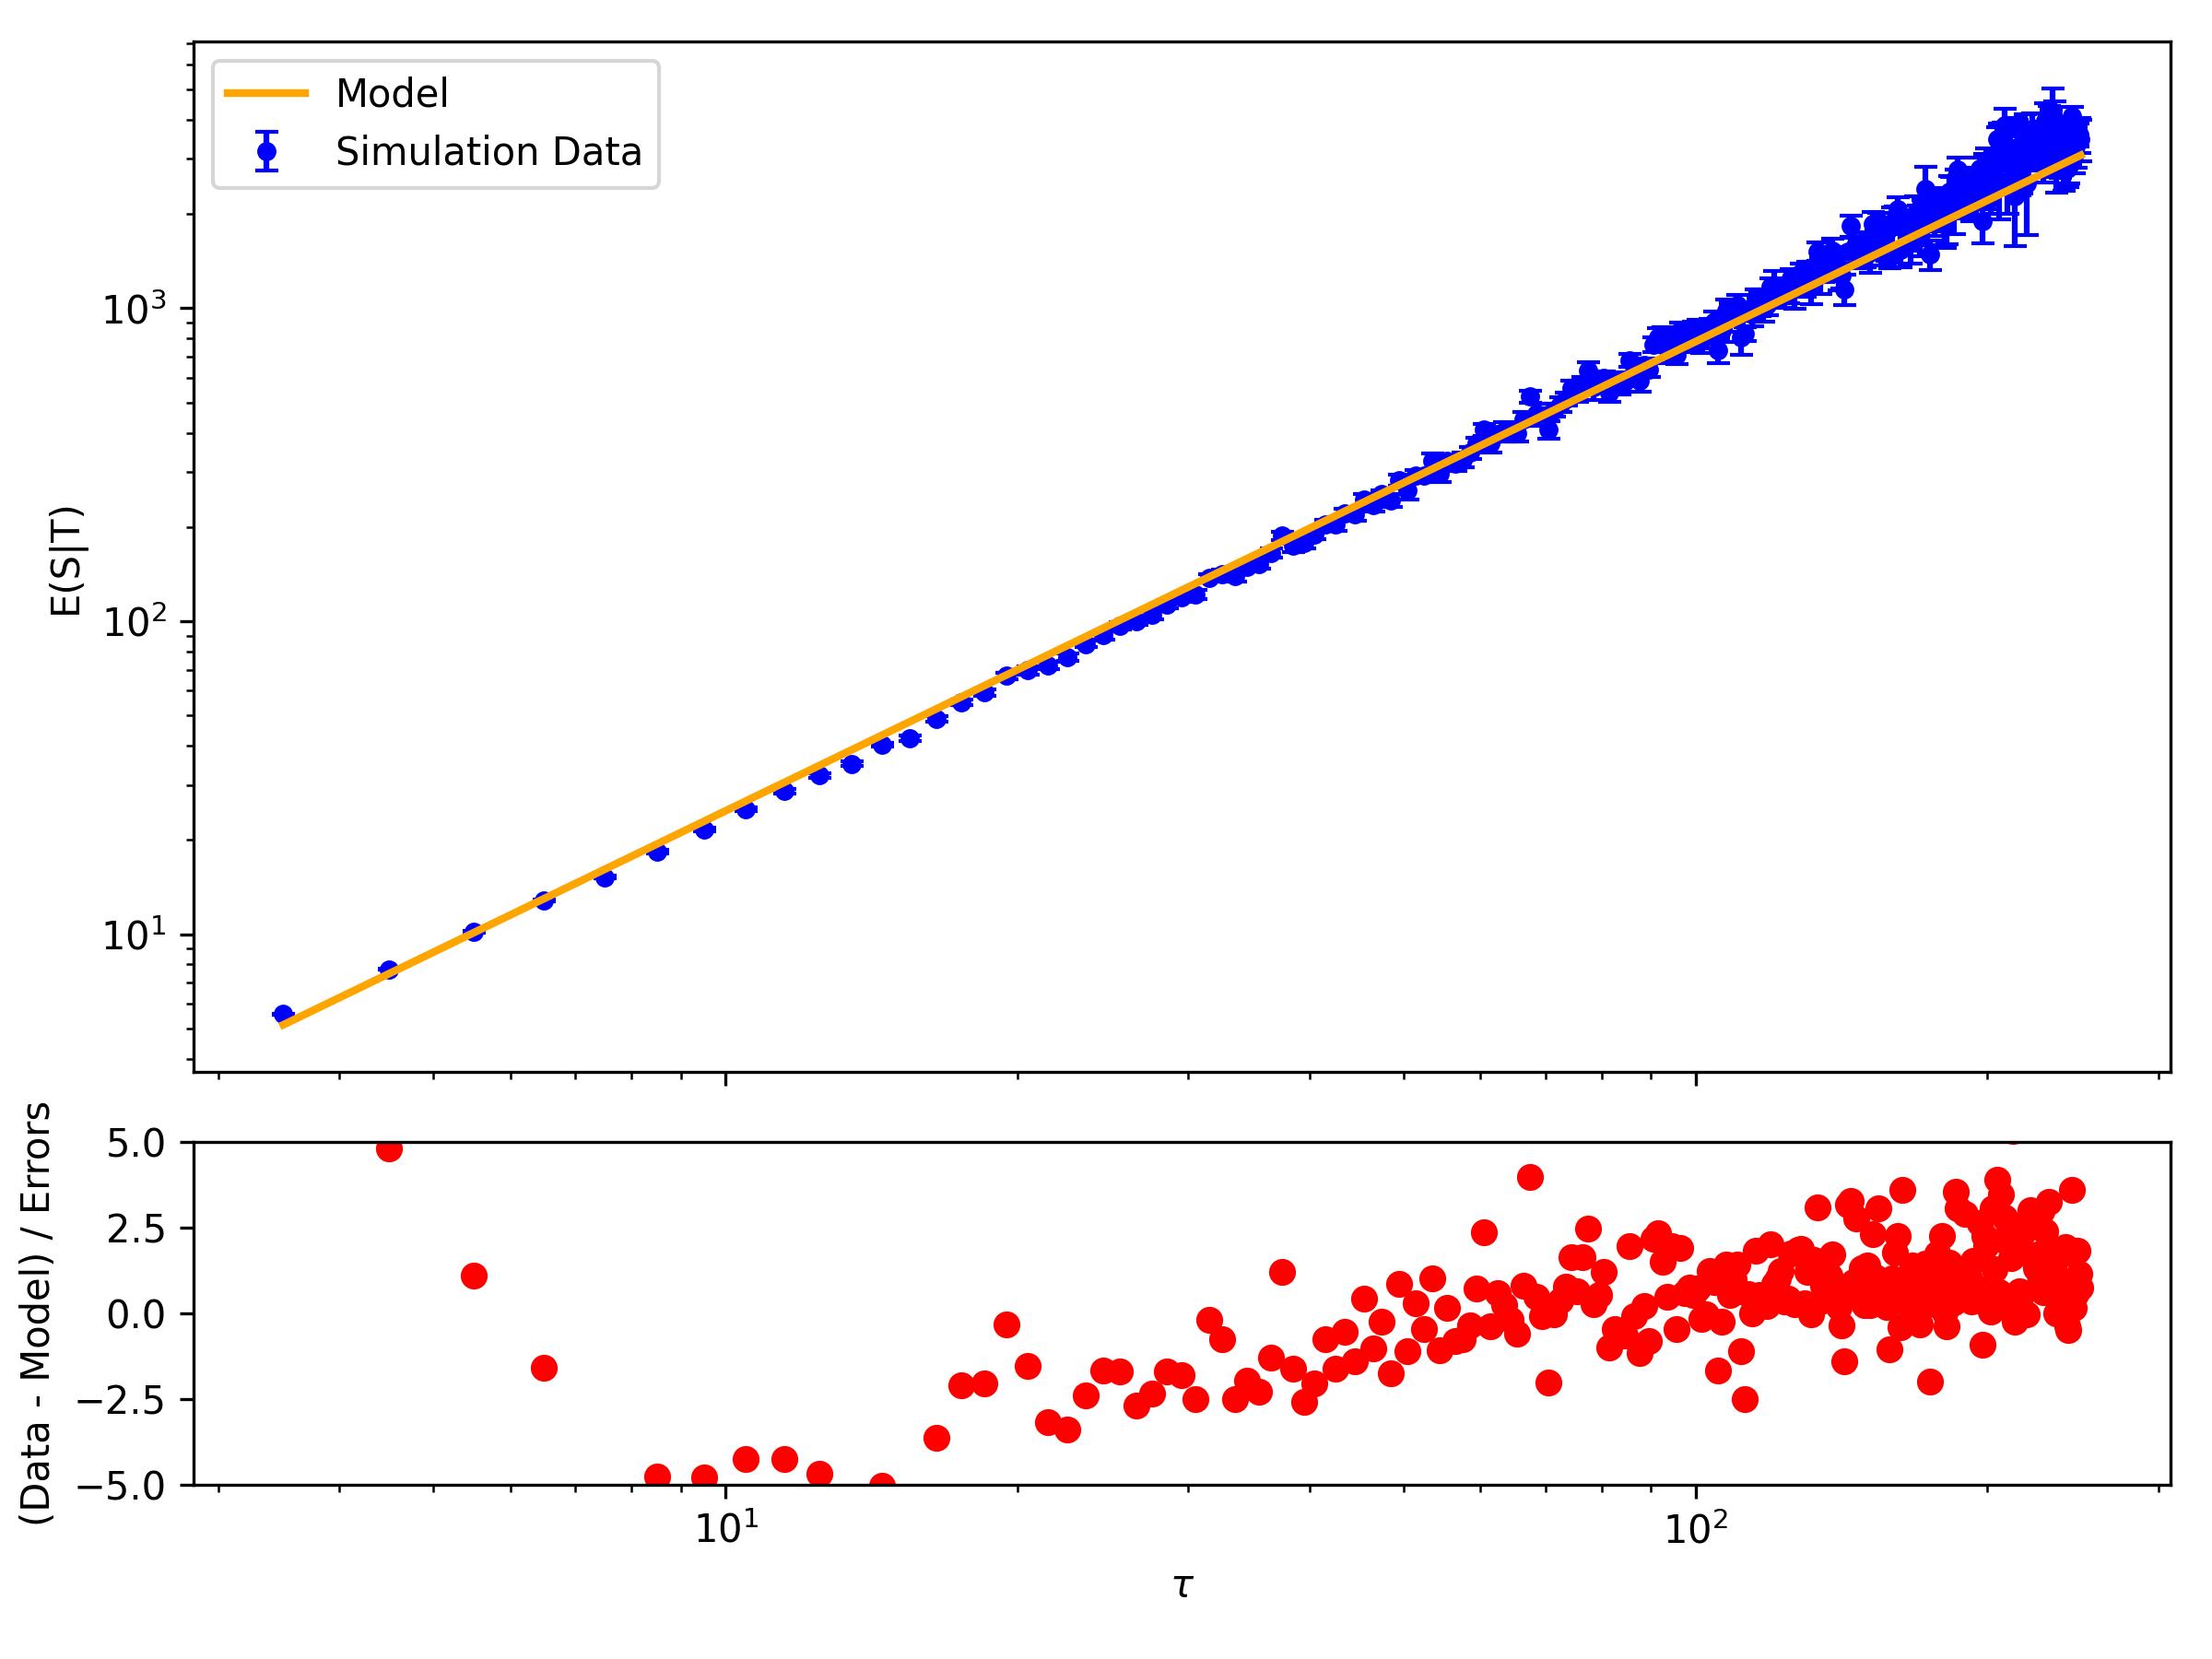 Model
Simulation Data
E(S|T)
10³
10²
10¹
(Data - Model) / Errors
5.0
2.5
0.0
−2.5
−5.0
10¹
10²
τ